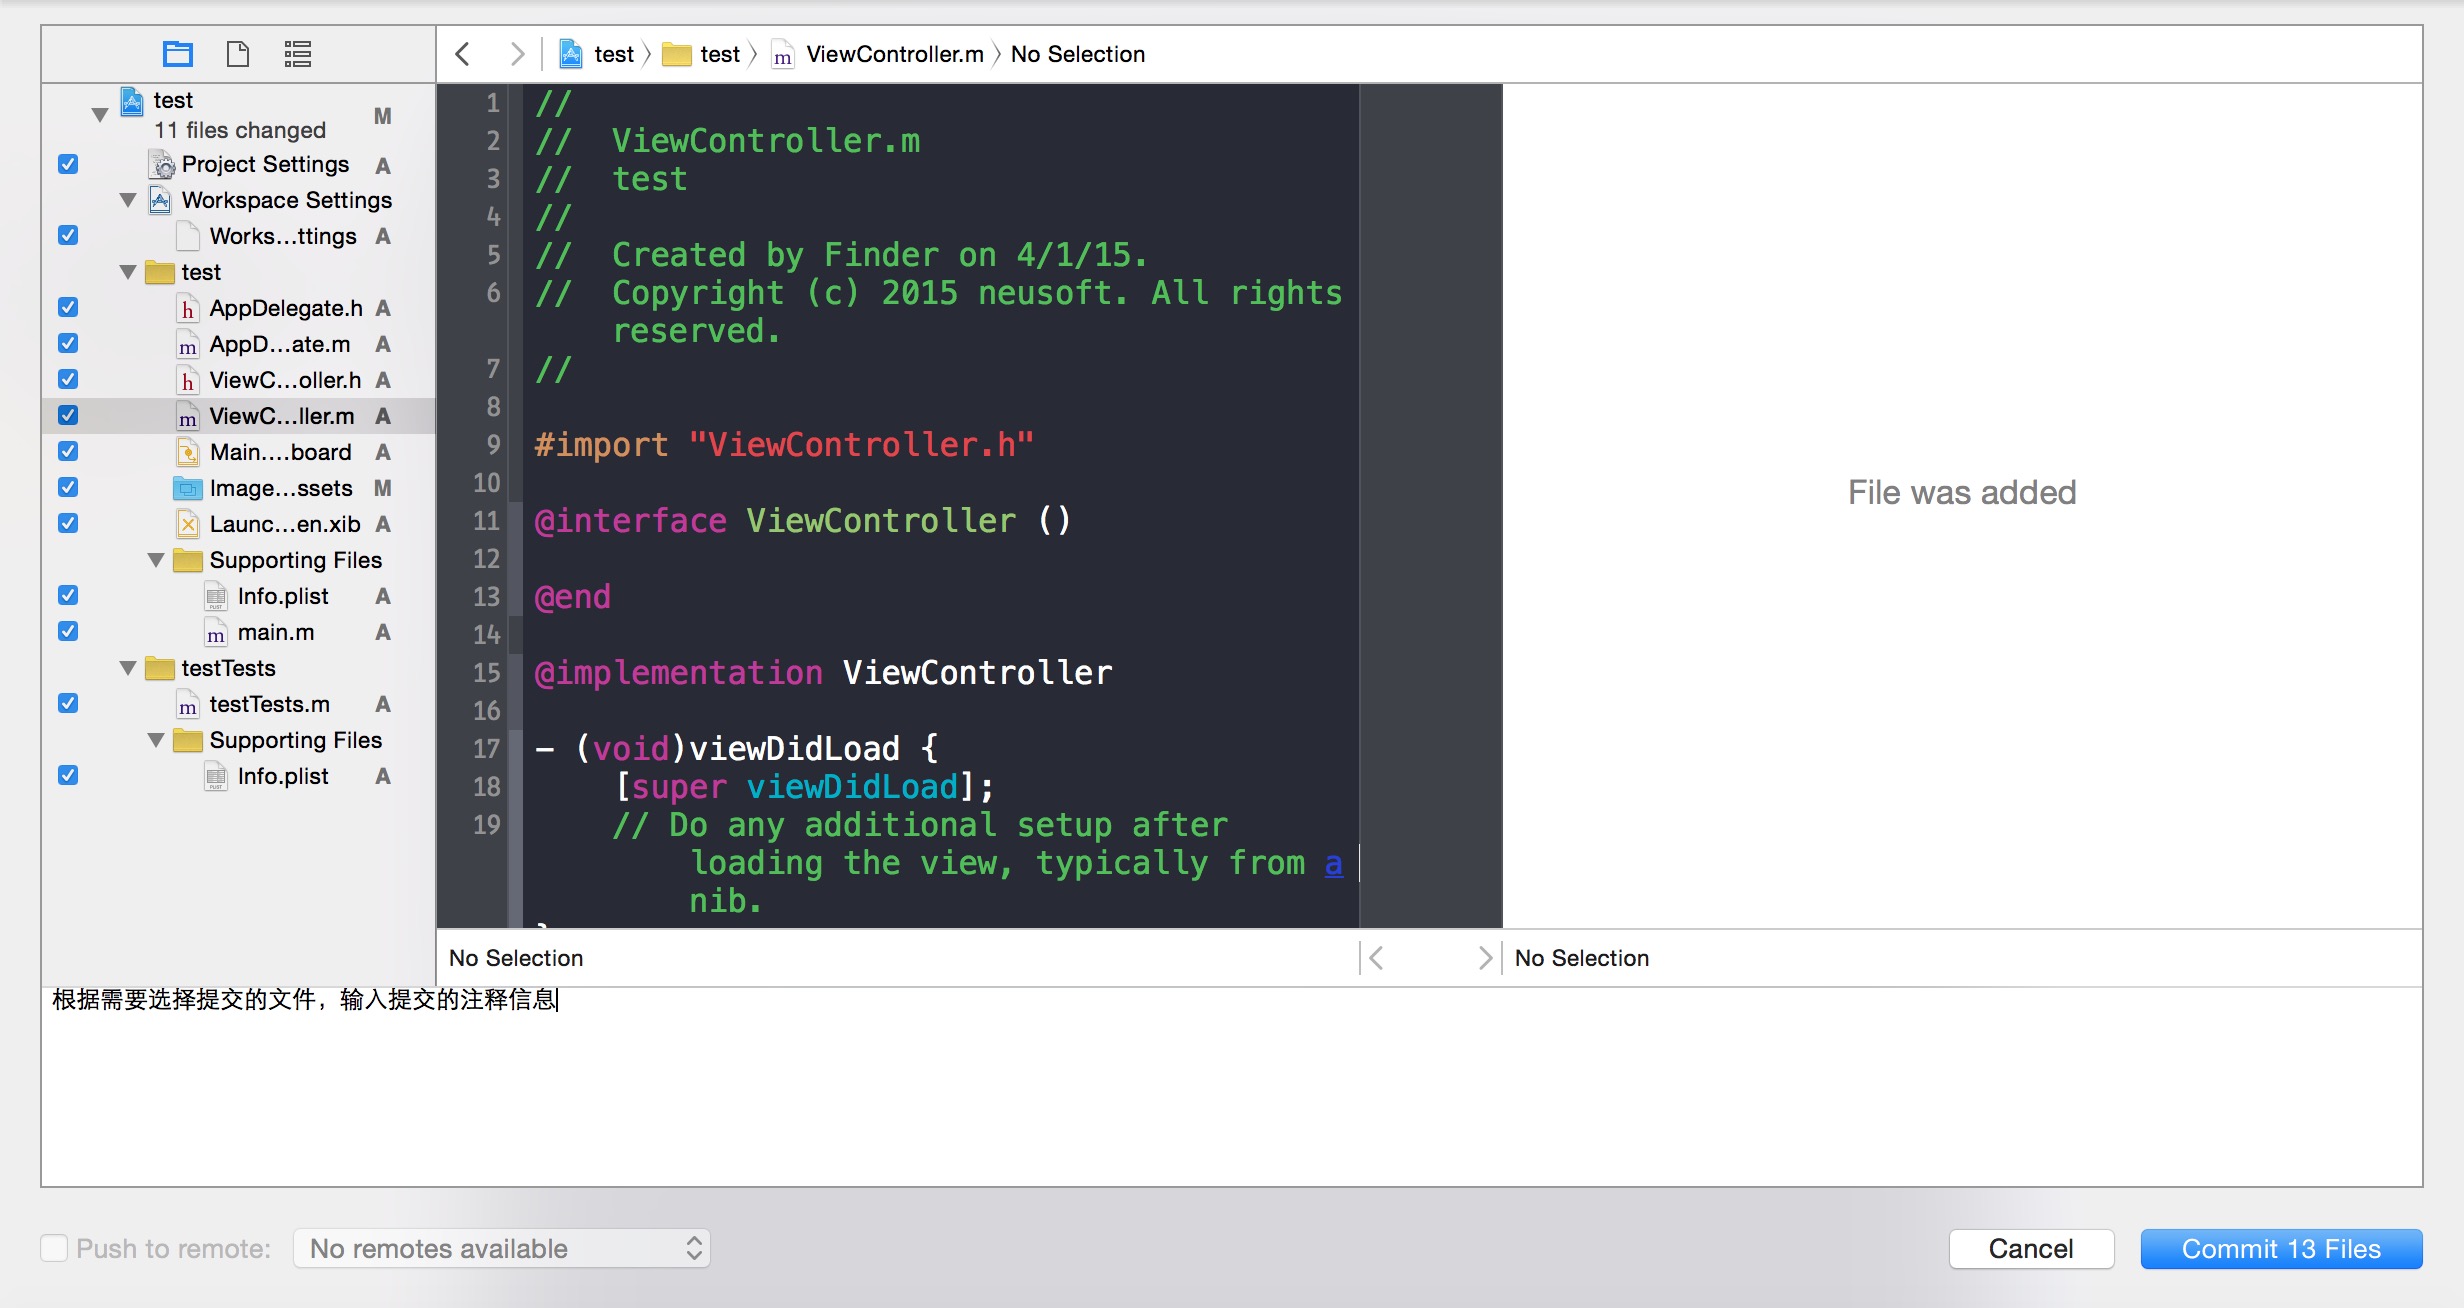 test 〉 test 〉 ViewController.m 〉 No Selection
test
11 files changed M
Project Settings A
Workspace Settings
Works...ttings A
test
AppDelegate.h A
AppD...ate.m A
ViewC...oller.h A
ViewC...ller.m A
Main....board A
Image...ssets M
Launc...en.xib A
Supporting Files
Info.plist A
main.m A
testTests
testTests.m A
Supporting Files
Info.plist A
1 //
2 //  ViewController.m
3 //  test
4 //
5 //  Created by Finder on 4/1/15.
6 //  Copyright (c) 2015 neusoft. All rights
reserved.
7 //
8
9 #import "ViewController.h"
10
11 @interface ViewController ()
12
13 @end
14
15 @implementation ViewController
16
17 - (void)viewDidLoad {
18     [super viewDidLoad];
19     // Do any additional setup after
loading the view, typically from a
nib.
File was added
No Selection
No Selection
根据需要选择提交的文件，输入提交的注释信息
Push to remote: No remotes available
Cancel
Commit 13 Files